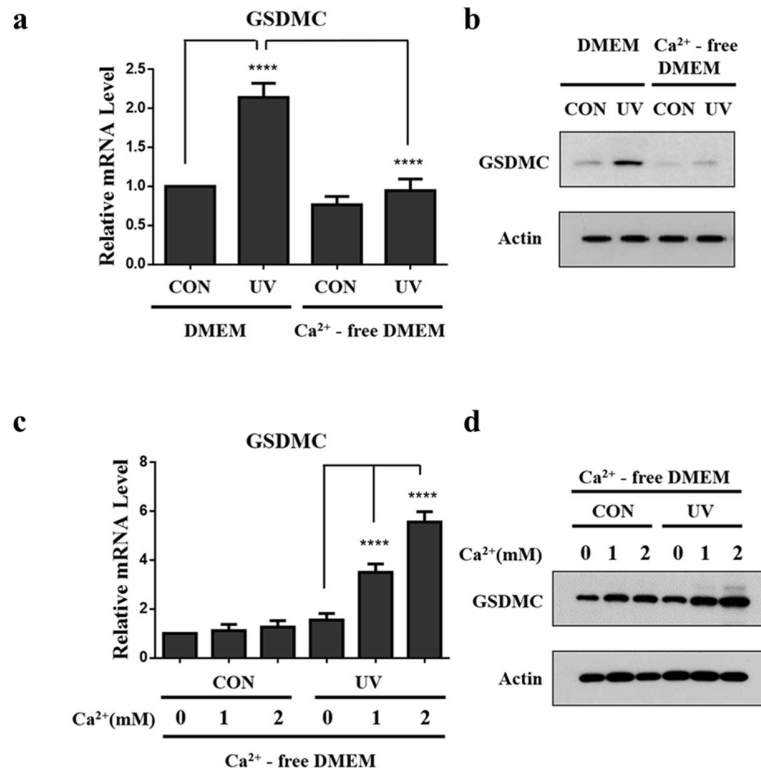 a
GSDMC
Relative mRNA Level
2.5
2.0
1.5
1.0
0.5
0.0
****
****
CON UV CON UV
DMEM Ca²⁺ - free DMEM
b
DMEM Ca²⁺ - free
DMEM
CON UV CON UV
GSDMC
Actin
c
GSDMC
Relative mRNA Level
8
6
4
2
0
****
****
CON UV
Ca²⁺(mM) 0 1 2 0 1 2
Ca²⁺ - free DMEM
d
Ca²⁺ - free DMEM
CON UV
Ca²⁺(mM) 0 1 2 0 1 2
GSDMC
Actin